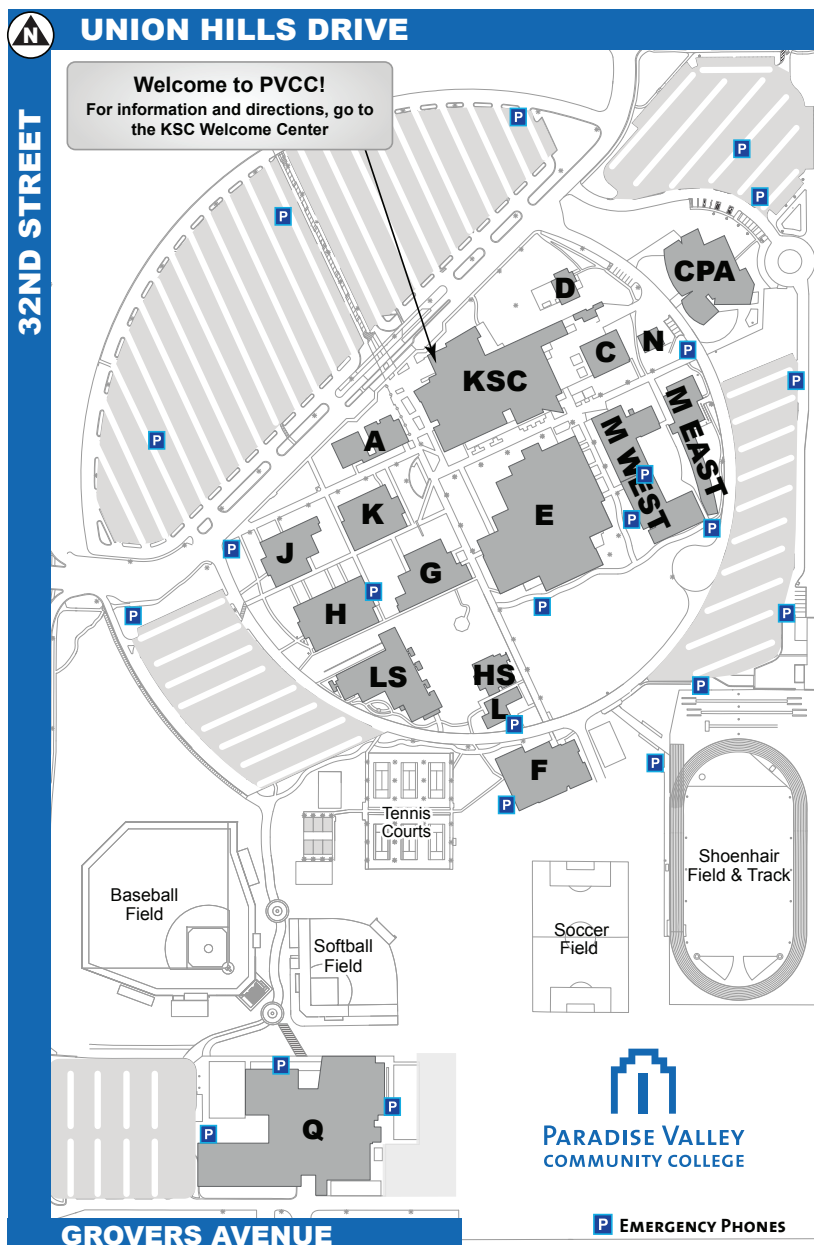 N
UNION HILLS DRIVE
32ND STREET
Welcome to PVCC!
For information and directions, go to
the KSC Welcome Center
P
P
P
P
CPA
D
N
C
P
KSC
P
A
M EAST
M WEST
P
P
K
E
P
P
J
G
P
H
P
P
P
P
LS
HS
P
L
P
F
P
P
Tennis
Courts
Shoenhair
Field & Track
Baseball
Field
Soccer
Field
Softball
Field
P
P
Q
P
PARADISE VALLEY
COMMUNITY COLLEGE
P EMERGENCY PHONES
GROVERS AVENUE